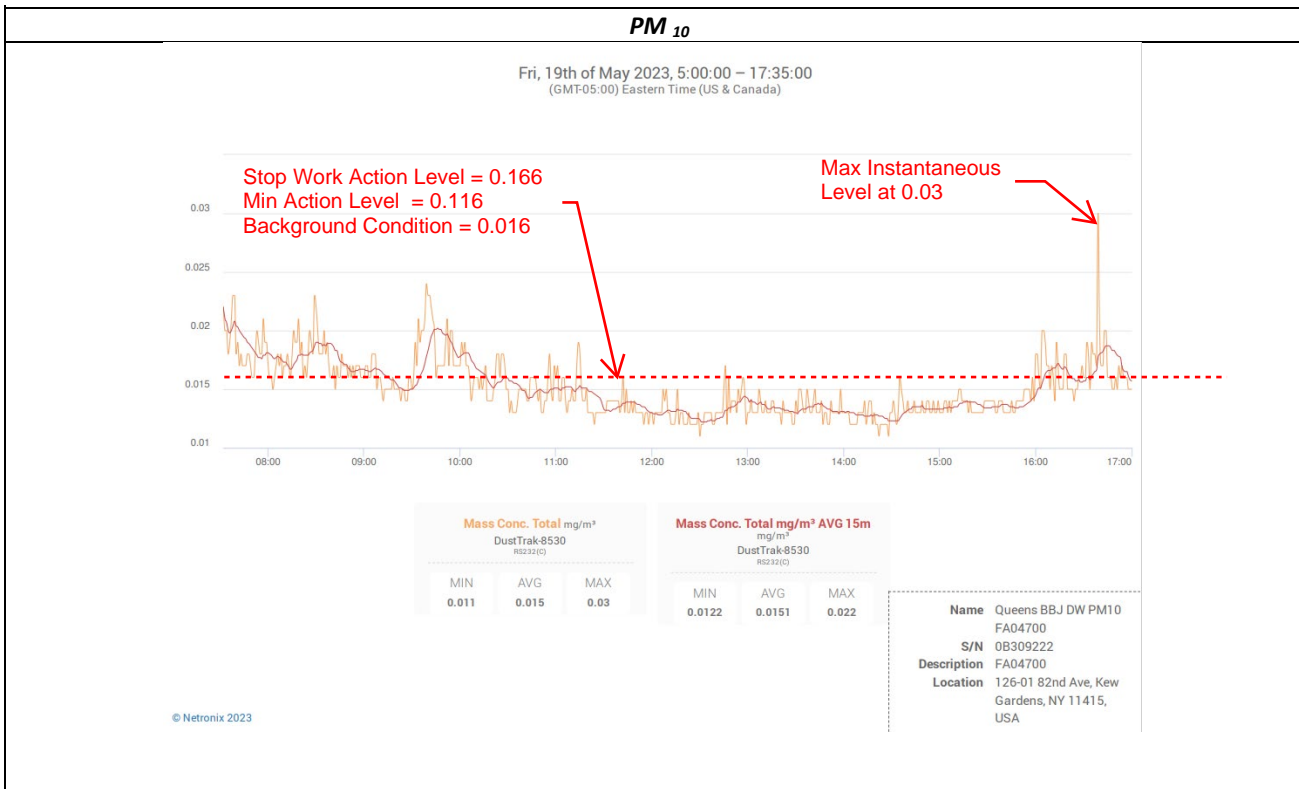 PM 10
Fri, 19th of May 2023, 5:00:00 – 17:35:00
(GMT-05:00) Eastern Time (US & Canada)
Stop Work Action Level = 0.166
Min Action Level = 0.116
Background Condition = 0.016
Max Instantaneous
Level at 0.03
0.03
0.025
0.02
0.015
0.01
08:00 09:00 10:00 11:00 12:00 13:00 14:00 15:00 16:00 17:00
Mass Conc. Total mg/m³
DustTrak-8530
RS232(C)
MIN AVG MAX
0.011 0.015 0.03
Mass Conc. Total mg/m³ AVG 15m
mg/m³
DustTrak-8530
RS232(C)
MIN AVG MAX
0.0122 0.0151 0.022
Name Queens BBJ DW PM10
FA04700
S/N 0B309222
Description FA04700
Location 126-01 82nd Ave, Kew
Gardens, NY 11415,
USA
© Netronix 2023